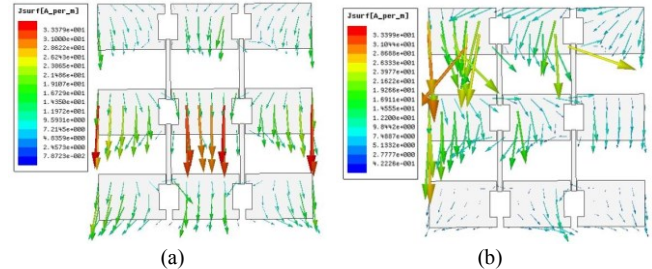 Jsurf[A_per_m]
3.3379e+001
3.1000e+001
2.8622e+001
2.6243e+001
2.3865e+001
2.1486e+001
1.9107e+001
1.6729e+001
1.4350e+001
1.1972e+001
9.5931e+000
7.2145e+000
4.8359e+000
2.4573e+000
7.8723e-002
(a)
Jsurf[A_per_m]
3.3399e+001
3.1044e+001
2.8688e+001
2.6333e+001
2.3977e+001
2.1622e+001
1.9266e+001
1.6911e+001
1.4555e+001
1.2200e+001
9.8442e+000
7.4887e+000
5.1332e+000
2.7777e+000
4.2226e-001
(b)